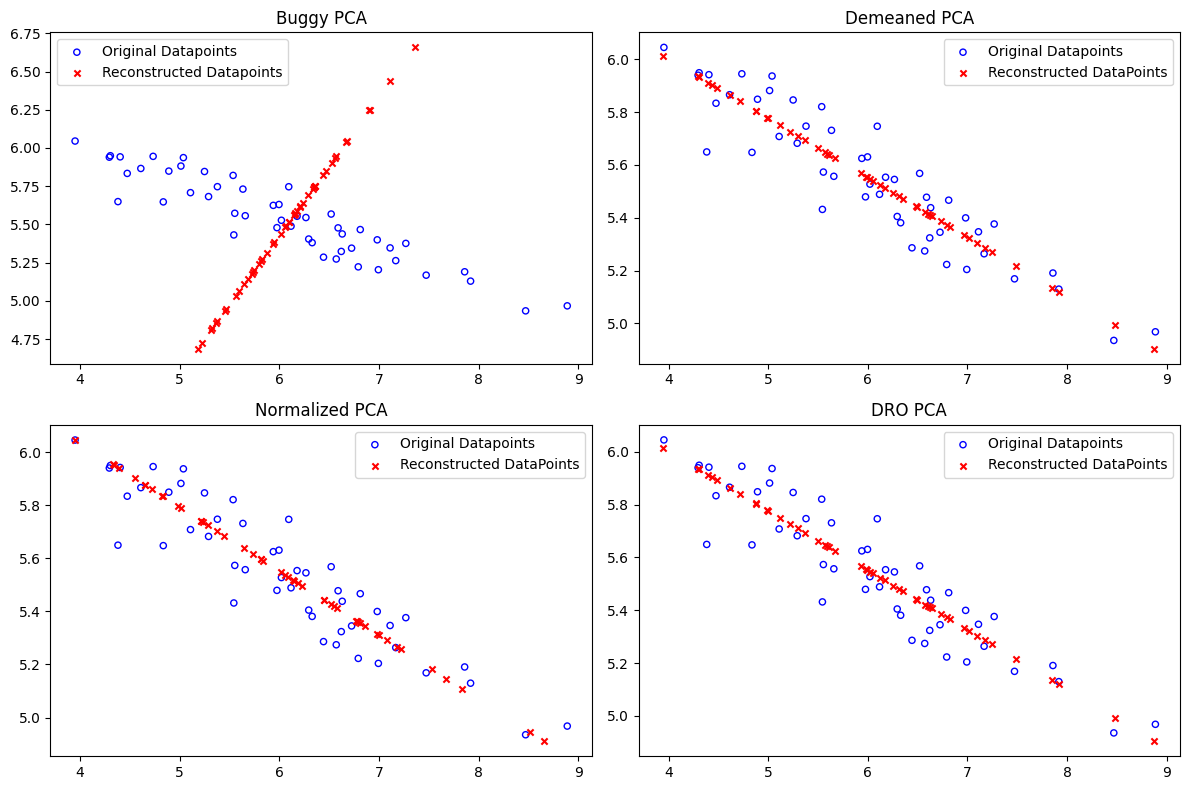 Buggy PCA
Original Datapoints
Reconstructed Datapoints
6.75
6.50
6.25
6.00
5.75
5.50
5.25
5.00
4.75
4 5 6 7 8 9
Demeaned PCA
Original Datapoints
Reconstructed DataPoints
6.0
5.8
5.6
5.4
5.2
5.0
4 5 6 7 8 9
Normalized PCA
Original Datapoints
Reconstructed DataPoints
6.0
5.8
5.6
5.4
5.2
5.0
4 5 6 7 8 9
DRO PCA
Original Datapoints
Reconstructed DataPoints
6.0
5.8
5.6
5.4
5.2
5.0
4 5 6 7 8 9